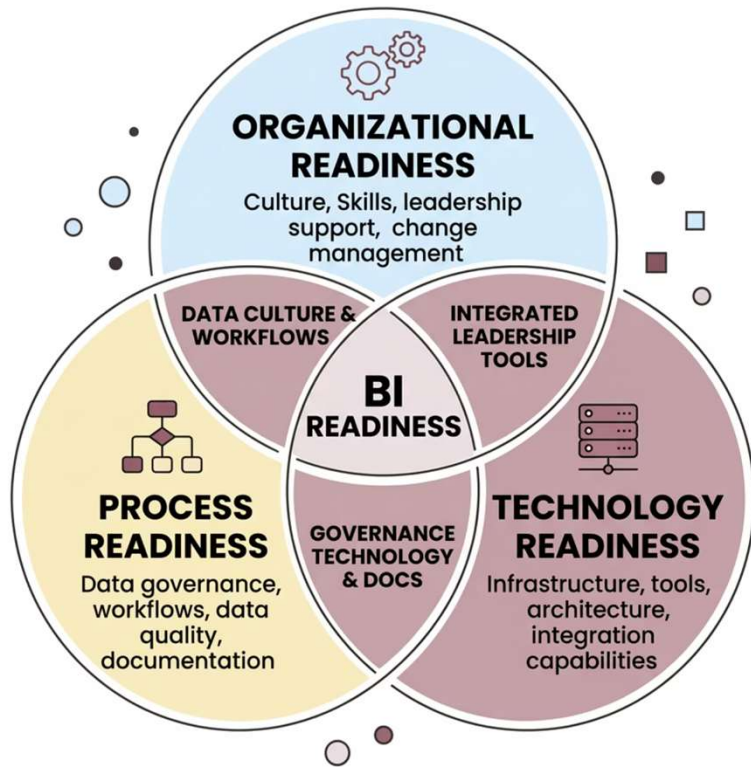 ORGANIZATIONAL
READINESS
Culture, Skills, leadership
support, change
management
DATA CULTURE &
WORKFLOWS
INTEGRATED
LEADERSHIP
TOOLS
BI
READINESS
PROCESS
READINESS
Data governance,
workflows, data
quality,
documentation
GOVERNANCE
TECHNOLOGY
& DOCS
TECHNOLOGY
READINESS
Infrastructure, tools,
architecture,
integration
capabilities